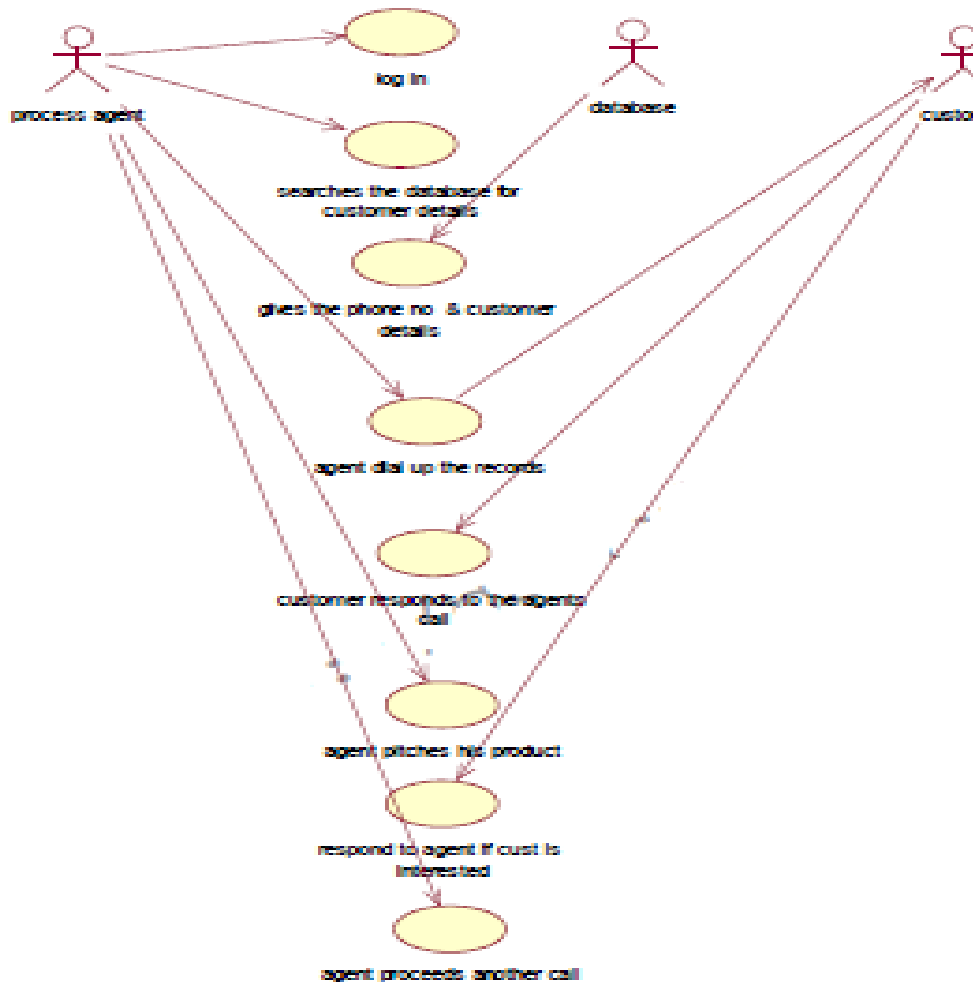 log in
process agent
database
custom
searches the database for
customer details
gives the phone no & customer
details
agent dial up the records
customer responds to the agents
call
agent pitches his product
respond to agent if cust is
interested
agent proceeds another call